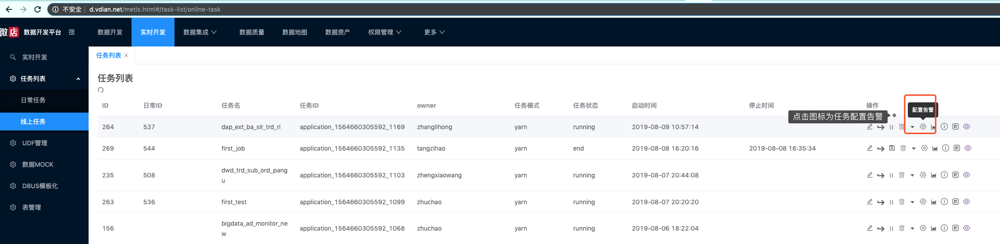 不安全 d.vdian.net/metis.html#/task-list/online-task
微店 数据开发平台 数据开发 实时开发 数据集成 数据质量 数据地图 数据资产 权限管理 更多
实时开发
任务列表
日常任务
线上任务
UDF管理
数据MOCK
DBUS模板化
表管理
任务列表
任务列表
ID 日常ID 任务名 任务ID owner 任务模式 任务状态 启动时间 停止时间 操作
配置告警
点击图标为任务配置告警
264 537 dap_ext_ba_slr_trd_ri application_1564660305592_1169 zhanglihong yarn running 2019-08-09 10:57:14
269 544 first_job application_1564660305592_1135 tangzihao yarn end 2019-08-08 16:20:16 2019-08-08 16:35:34
235 508 dwd_trd_sub_ord_pang application_1564660305592_1103 zhengxiaowang yarn running 2019-08-07 20:44:08
u
263 536 first_test application_1564660305592_1099 zhuchao yarn running 2019-08-07 20:20:20
156 bigdata_ad_monitor_ne application_1564660305592_1068 zhuchao yarn running 2019-08-06 18:22:04
w